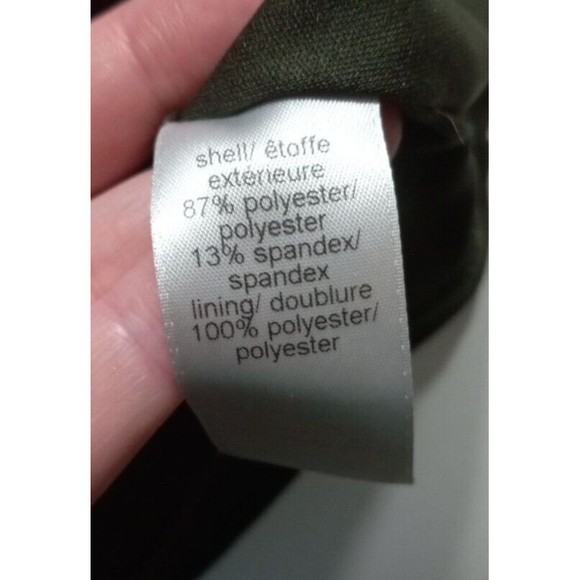 shell/ étoffe
extérieure
87% polyester/
polyester
13% spandex/
spandex
lining/ doublure
100% polyester/
polyester